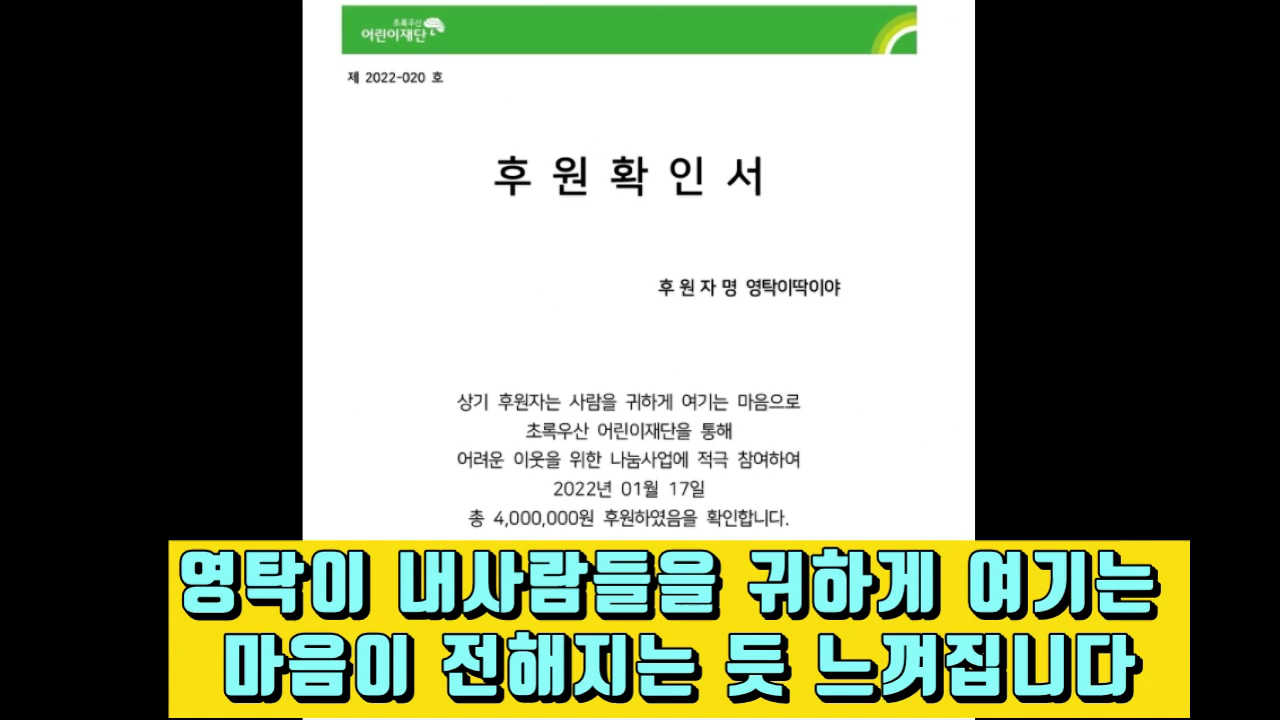 초록우산
어린이재단
제 2022-020 호
후원확인서
후원자명 영탁이딱이야
상기 후원자는 사람을 귀하게 여기는 마음으로
초록우산 어린이재단을 통해
어려운 이웃을 위한 나눔사업에 적극 참여하여
2022년 01월 17일
총 4,000,000원 후원하였음을 확인합니다.
영탁이 내사람들을 귀하게 여기는
마음이 전해지는 듯 느껴집니다